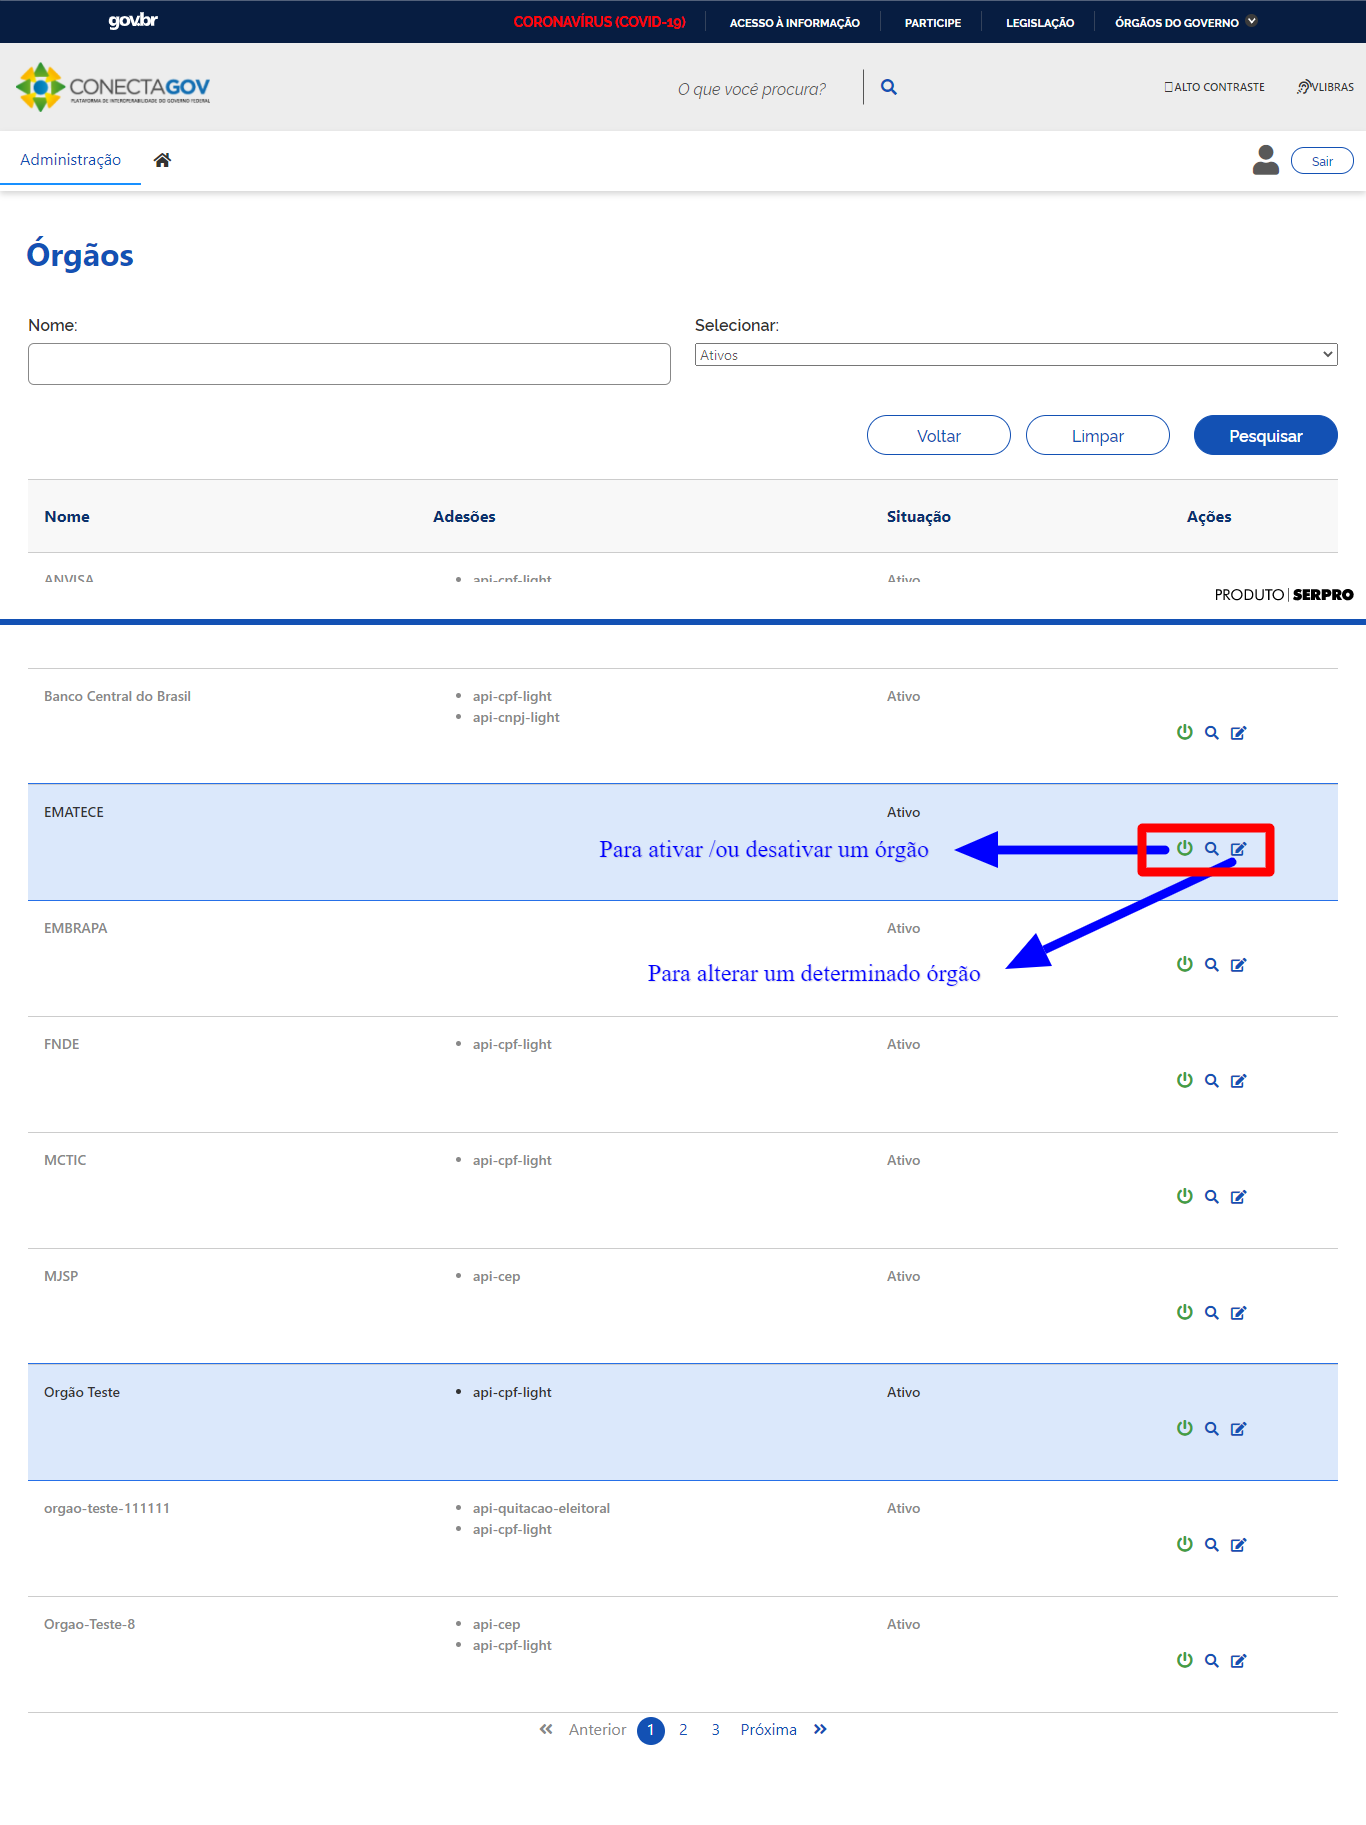 gov.br
CORONAVÍRUS (COVID-19)
ACESSO À INFORMAÇÃO
PARTICIPE
LEGISLAÇÃO
ÓRGÃOS DO GOVERNO
CONECTAGOV
PLATAFORMA DE INTEROPERABILIDADE DO GOVERNO FEDERAL
O que você procura?
ALTO CONTRASTE
VLIBRAS
Administração
Sair
Órgãos
Nome:
Selecionar:
Ativos
Voltar
Limpar
Pesquisar
Nome
Adesões
Situação
Ações
ANVISA
api-cpf-light
Ativo
PRODUTO | SERPRO
Banco Central do Brasil
api-cpf-light
api-cnpj-light
Ativo
EMATECE
Ativo
Para ativar /ou desativar um órgão
EMBRAPA
Ativo
Para alterar um determinado órgão
FNDE
api-cpf-light
Ativo
MCTIC
api-cpf-light
Ativo
MJSP
api-cep
Ativo
Orgão Teste
api-cpf-light
Ativo
orgao-teste-111111
api-quitacao-eleitoral
api-cpf-light
Ativo
Orgao-Teste-8
api-cep
api-cpf-light
Ativo
« Anterior 1 2 3 Próxima »